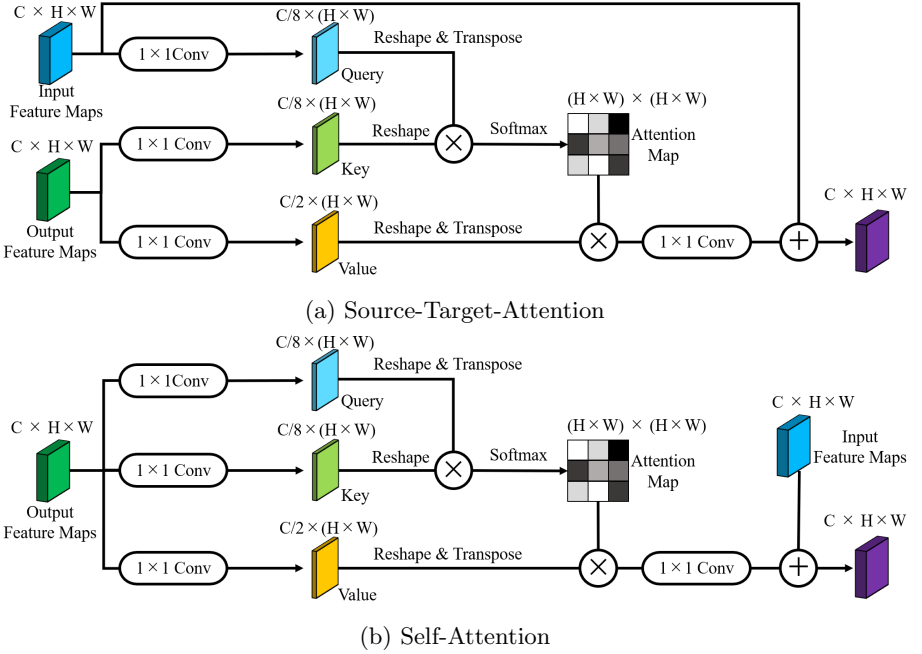 C × H × W
Input
Feature Maps
1 × 1Conv
C/8 × (H × W)
Query
Reshape & Transpose
C × H × W
Output
Feature Maps
1 × 1 Conv
C/8 × (H × W)
Key
Reshape
×
Softmax
(H × W) × (H × W)
Attention
Map
1 × 1 Conv
C/2 × (H × W)
Value
Reshape & Transpose
×
1 × 1 Conv
+
C × H × W
(a) Source-Target-Attention
C × H × W
Output
Feature Maps
1 × 1Conv
C/8 × (H × W)
Query
Reshape & Transpose
1 × 1 Conv
C/8 × (H × W)
Key
Reshape
×
Softmax
(H × W) × (H × W)
Attention
Map
1 × 1 Conv
C/2 × (H × W)
Value
Reshape & Transpose
×
1 × 1 Conv
+
C × H × W
Input
Feature Maps
C × H × W
(b) Self-Attention